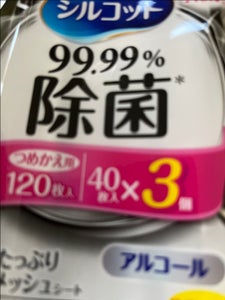 シルコット
99.99%
除菌*
つめかえ用
120枚入 40枚入×3個
アルコール
たっぷり
メッシュシート